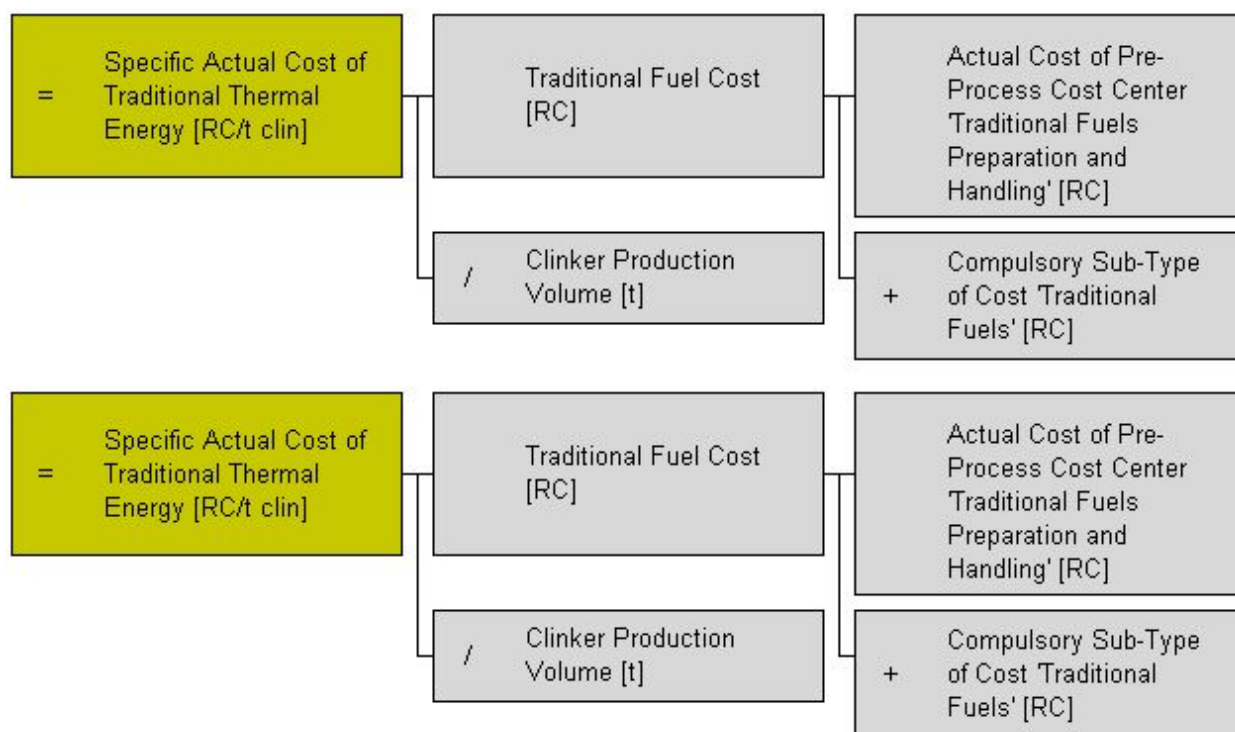 =
Specific Actual Cost of
Traditional Thermal
Energy [RC/t clin]
Traditional Fuel Cost
[RC]
Actual Cost of Pre-
Process Cost Center
'Traditional Fuels
Preparation and
Handling' [RC]
/
Clinker Production
Volume [t]
+
Compulsory Sub-Type
of Cost 'Traditional
Fuels' [RC]
=
Specific Actual Cost of
Traditional Thermal
Energy [RC/t clin]
Traditional Fuel Cost
[RC]
Actual Cost of Pre-
Process Cost Center
'Traditional Fuels
Preparation and
Handling' [RC]
/
Clinker Production
Volume [t]
+
Compulsory Sub-Type
of Cost 'Traditional
Fuels' [RC]